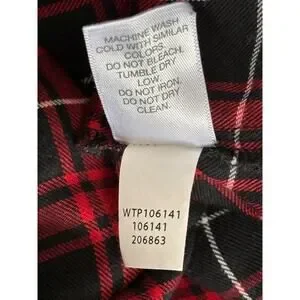 MACHINE WASH
COLD WITH SIMILAR
COLORS.
DO NOT BLEACH.
TUMBLE DRY
LOW.
DO NOT IRON.
DO NOT DRY
CLEAN.
WTP106141
106141
206863